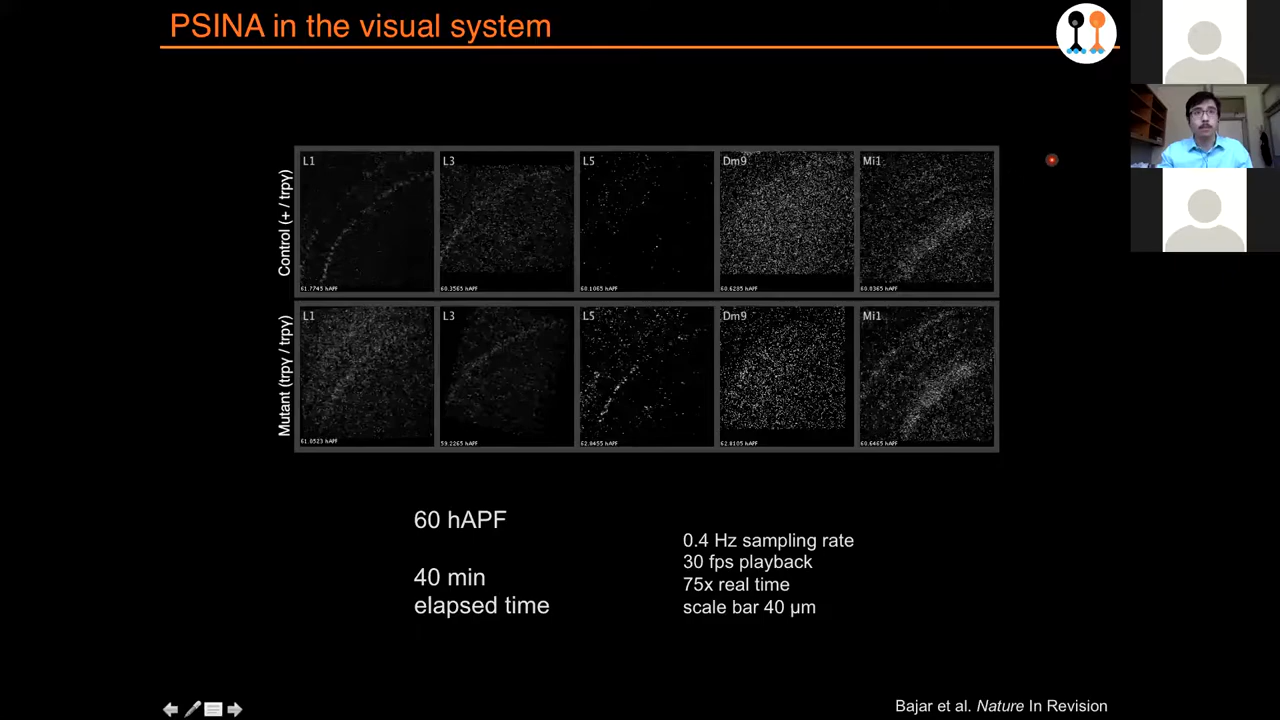 PSINA in the visual system
Control (+ / trpγ)
L1
L3
L5
Dm9
Mi1
61.7745 hAPF
60.3565 hAPF
60.1065 hAPF
60.6285 hAPF
60.8365 hAPF
Mutant (trpγ / trpγ)
L1
L3
L5
Dm9
Mi1
61.0523 hAPF
59.2265 hAPF
62.8455 hAPF
62.8105 hAPF
60.6465 hAPF
60 hAPF
40 min
elapsed time
0.4 Hz sampling rate
30 fps playback
75x real time
scale bar 40 µm
Bajar et al. Nature In Revision